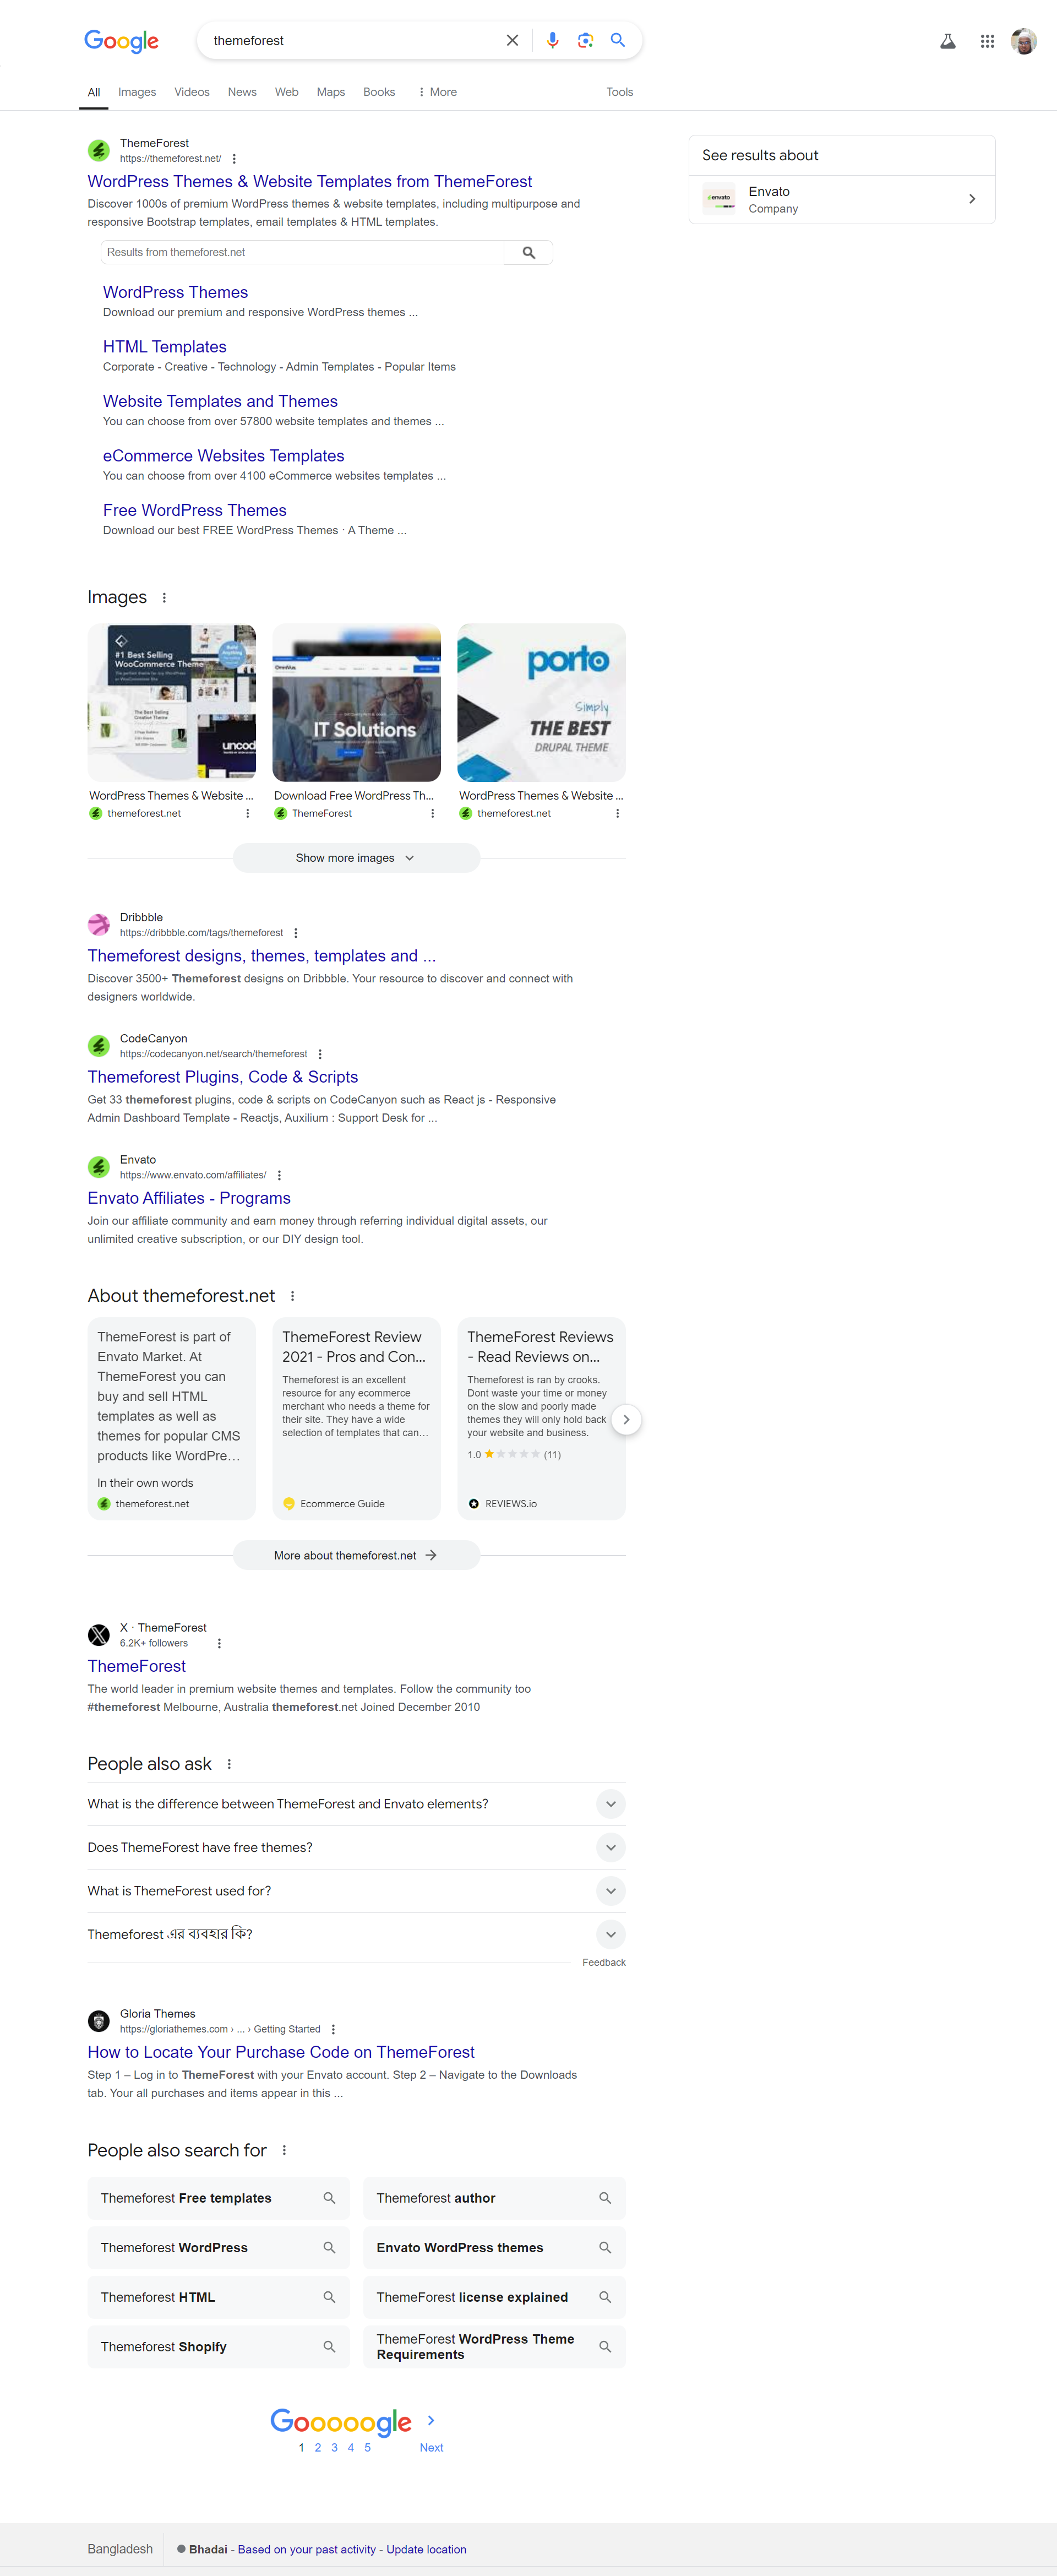 Google
themeforest
All Images Videos News Web Maps Books More Tools
ThemeForest
https://themeforest.net/
WordPress Themes & Website Templates from ThemeForest
Discover 1000s of premium WordPress themes & website templates, including multipurpose and
responsive Bootstrap templates, email templates & HTML templates.
Results from themeforest.net
WordPress Themes
Download our premium and responsive WordPress themes ...
HTML Templates
Corporate - Creative - Technology - Admin Templates - Popular Items
Website Templates and Themes
You can choose from over 57800 website templates and themes ...
eCommerce Websites Templates
You can choose from over 4100 eCommerce websites templates ...
Free WordPress Themes
Download our best FREE WordPress Themes · A Theme ...
See results about
envato
Envato
Company
Images
#1 Best Selling
WooCommerce Theme
Build
Anything
The Best Selling
Creative Theme
uncod
WordPress Themes & Website ...
themeforest.net
IT Solutions
Download Free WordPress Th...
ThemeForest
porto
Simply
THE BEST
DRUPAL THEME
WordPress Themes & Website ...
themeforest.net
Show more images
Dribbble
https://dribbble.com/tags/themeforest
Themeforest designs, themes, templates and ...
Discover 3500+ Themeforest designs on Dribbble. Your resource to discover and connect with
designers worldwide.
CodeCanyon
https://codecanyon.net/search/themeforest
Themeforest Plugins, Code & Scripts
Get 33 themeforest plugins, code & scripts on CodeCanyon such as React js - Responsive
Admin Dashboard Template - Reactjs, Auxilium : Support Desk for ...
Envato
https://www.envato.com/affiliates/
Envato Affiliates - Programs
Join our affiliate community and earn money through referring individual digital assets, our
unlimited creative subscription, or our DIY design tool.
About themeforest.net
ThemeForest is part of
Envato Market. At
ThemeForest you can
buy and sell HTML
templates as well as
themes for popular CMS
products like WordPre...
In their own words
themeforest.net
ThemeForest Review
2021 - Pros and Con...
Themeforest is an excellent
resource for any ecommerce
merchant who needs a theme for
their site. They have a wide
selection of templates that can...
Ecommerce Guide
ThemeForest Reviews
- Read Reviews on...
Themeforest is ran by crooks.
Dont waste your time or money
on the slow and poorly made
themes they will only hold back
your website and business.
1.0 (11)
REVIEWS.io
More about themeforest.net
X · ThemeForest
6.2K+ followers
ThemeForest
The world leader in premium website themes and templates. Follow the community too
#themeforest Melbourne, Australia themeforest.net Joined December 2010
People also ask
What is the difference between ThemeForest and Envato elements?
Does ThemeForest have free themes?
What is ThemeForest used for?
Themeforest এর ব্যবহার কি?
Feedback
Gloria Themes
https://gloriathemes.com › ... › Getting Started
How to Locate Your Purchase Code on ThemeForest
Step 1 – Log in to ThemeForest with your Envato account. Step 2 – Navigate to the Downloads
tab. Your all purchases and items appear in this ...
People also search for
Themeforest Free templates
Themeforest author
Themeforest WordPress
Envato WordPress themes
Themeforest HTML
ThemeForest license explained
Themeforest Shopify
ThemeForest WordPress Theme
Requirements
Gooooogle
1 2 3 4 5 Next
Bangladesh
Bhadai - Based on your past activity - Update location